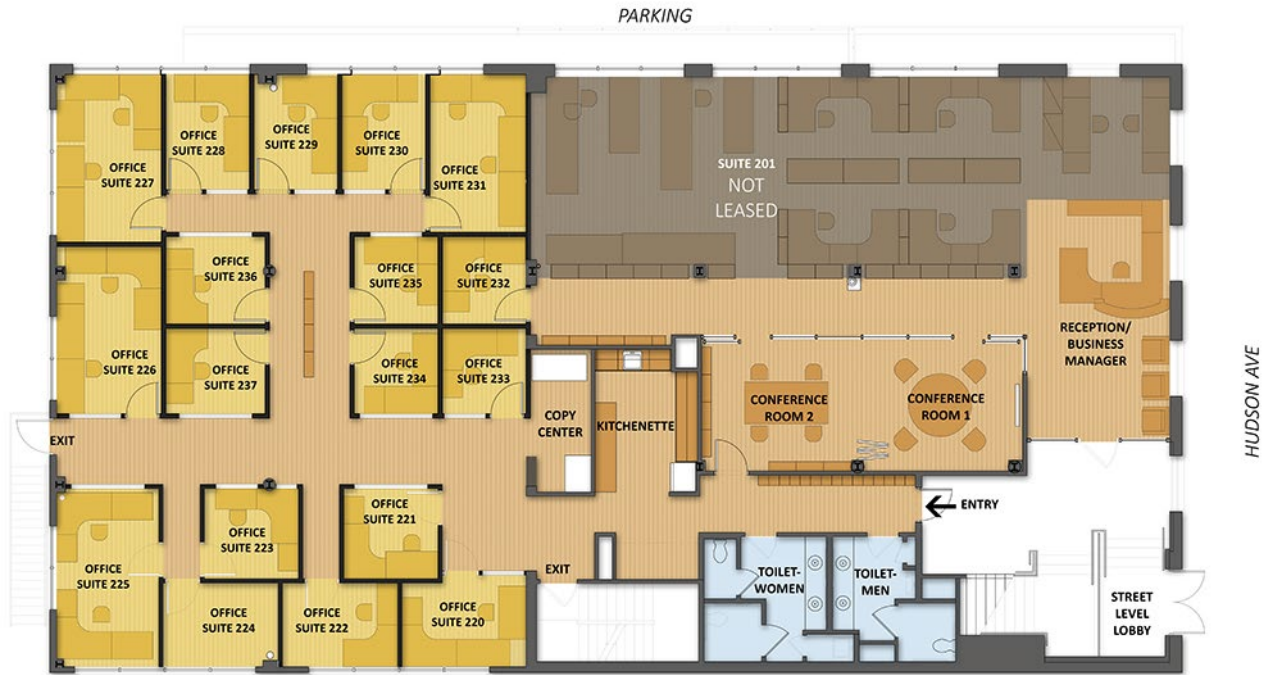 PARKING
OFFICE
SUITE 227
OFFICE
SUITE 228
OFFICE
SUITE 229
OFFICE
SUITE 230
OFFICE
SUITE 231
SUITE 201
NOT
LEASED
OFFICE
SUITE 236
OFFICE
SUITE 235
OFFICE
SUITE 232
OFFICE
SUITE 226
OFFICE
SUITE 237
OFFICE
SUITE 234
OFFICE
SUITE 233
RECEPTION/
BUSINESS
MANAGER
COPY
CENTER
KITCHENETTE
CONFERENCE
ROOM 2
CONFERENCE
ROOM 1
HUDSON AVE
EXIT
OFFICE
SUITE 225
OFFICE
SUITE 223
OFFICE
SUITE 221
ENTRY
EXIT
OFFICE
SUITE 224
OFFICE
SUITE 222
OFFICE
SUITE 220
TOILET-
WOMEN
TOILET-
MEN
STREET
LEVEL
LOBBY